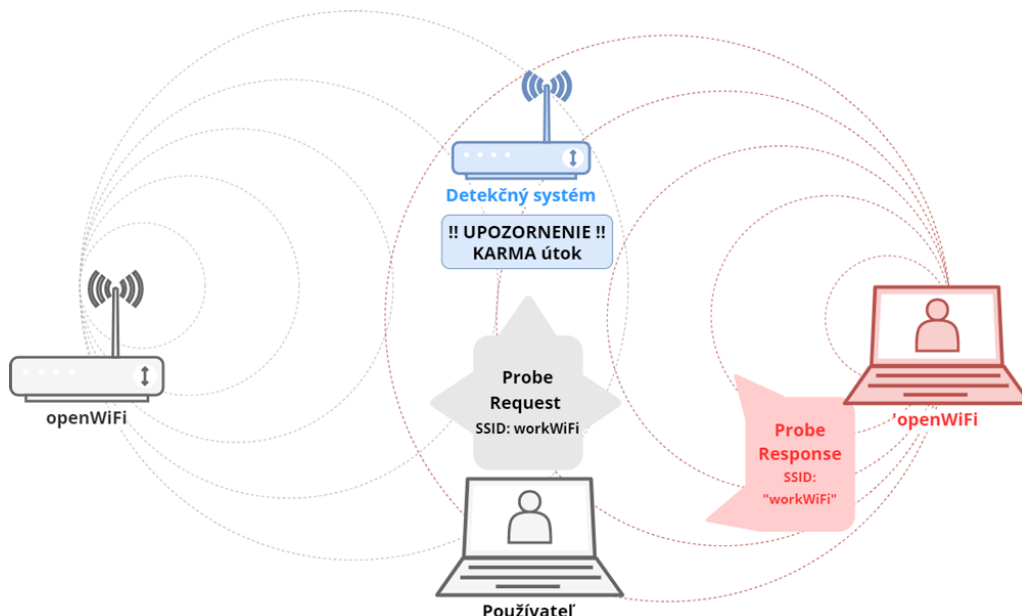 Detekčný systém
!! UPOZORNENIE !!
KARMA útok
openWiFi
Probe
Request
SSID: workWiFi
'openWiFi
Probe
Response
SSID:
"workWiFi"
Používateľ